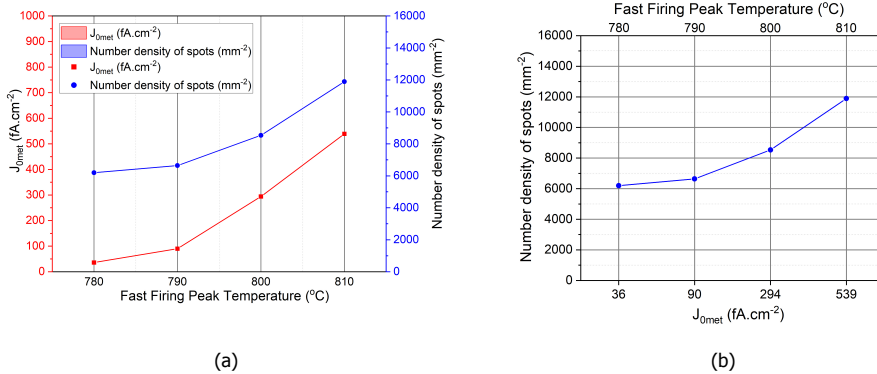 1000
900
800
700
600
500
400
300
200
100
0
J0met (fA.cm-2)
J0met (fA.cm-2)
Number density of spots (mm-2)
J0met (fA.cm-2)
Number density of spots (mm-2)
16000
14000
12000
10000
8000
6000
4000
2000
0
Number density of spots (mm-2)
780 790 800 810
Fast Firing Peak Temperature (oC)
(a)
Fast Firing Peak Temperature (oC)
780 790 800 810
16000
14000
12000
10000
8000
6000
4000
2000
0
Number density of spots (mm-2)
36 90 294 539
J0met (fA.cm-2)
(b)